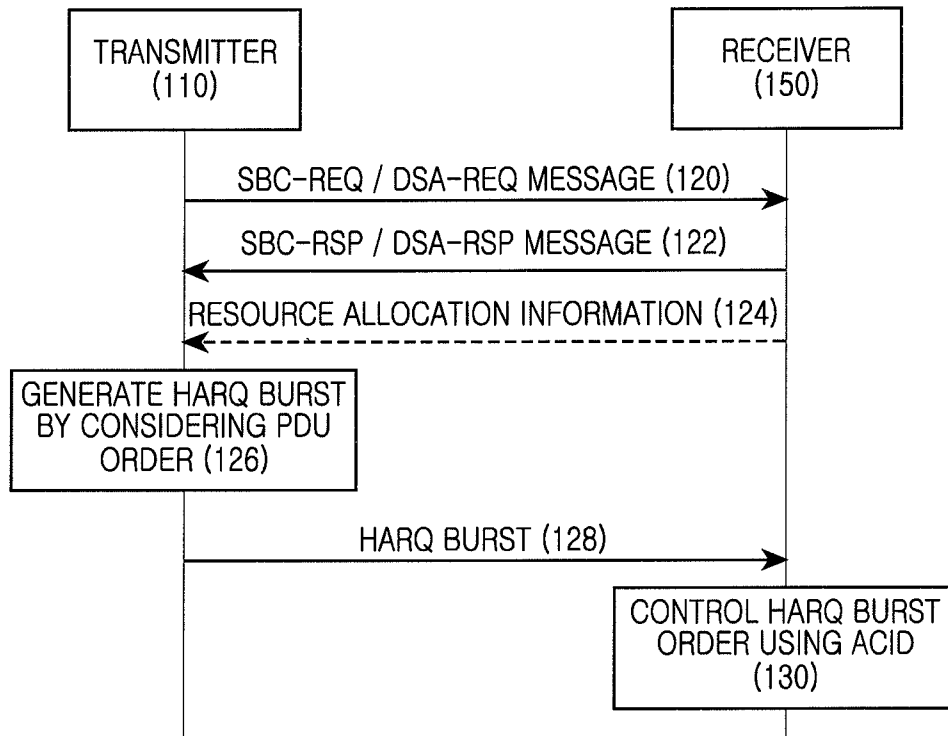 TRANSMITTER
(110)
RECEIVER
(150)
SBC-REQ / DSA-REQ MESSAGE (120)
SBC-RSP / DSA-RSP MESSAGE (122)
RESOURCE ALLOCATION INFORMATION (124)
GENERATE HARQ BURST
BY CONSIDERING PDU
ORDER (126)
HARQ BURST (128)
CONTROL HARQ BURST
ORDER USING ACID
(130)